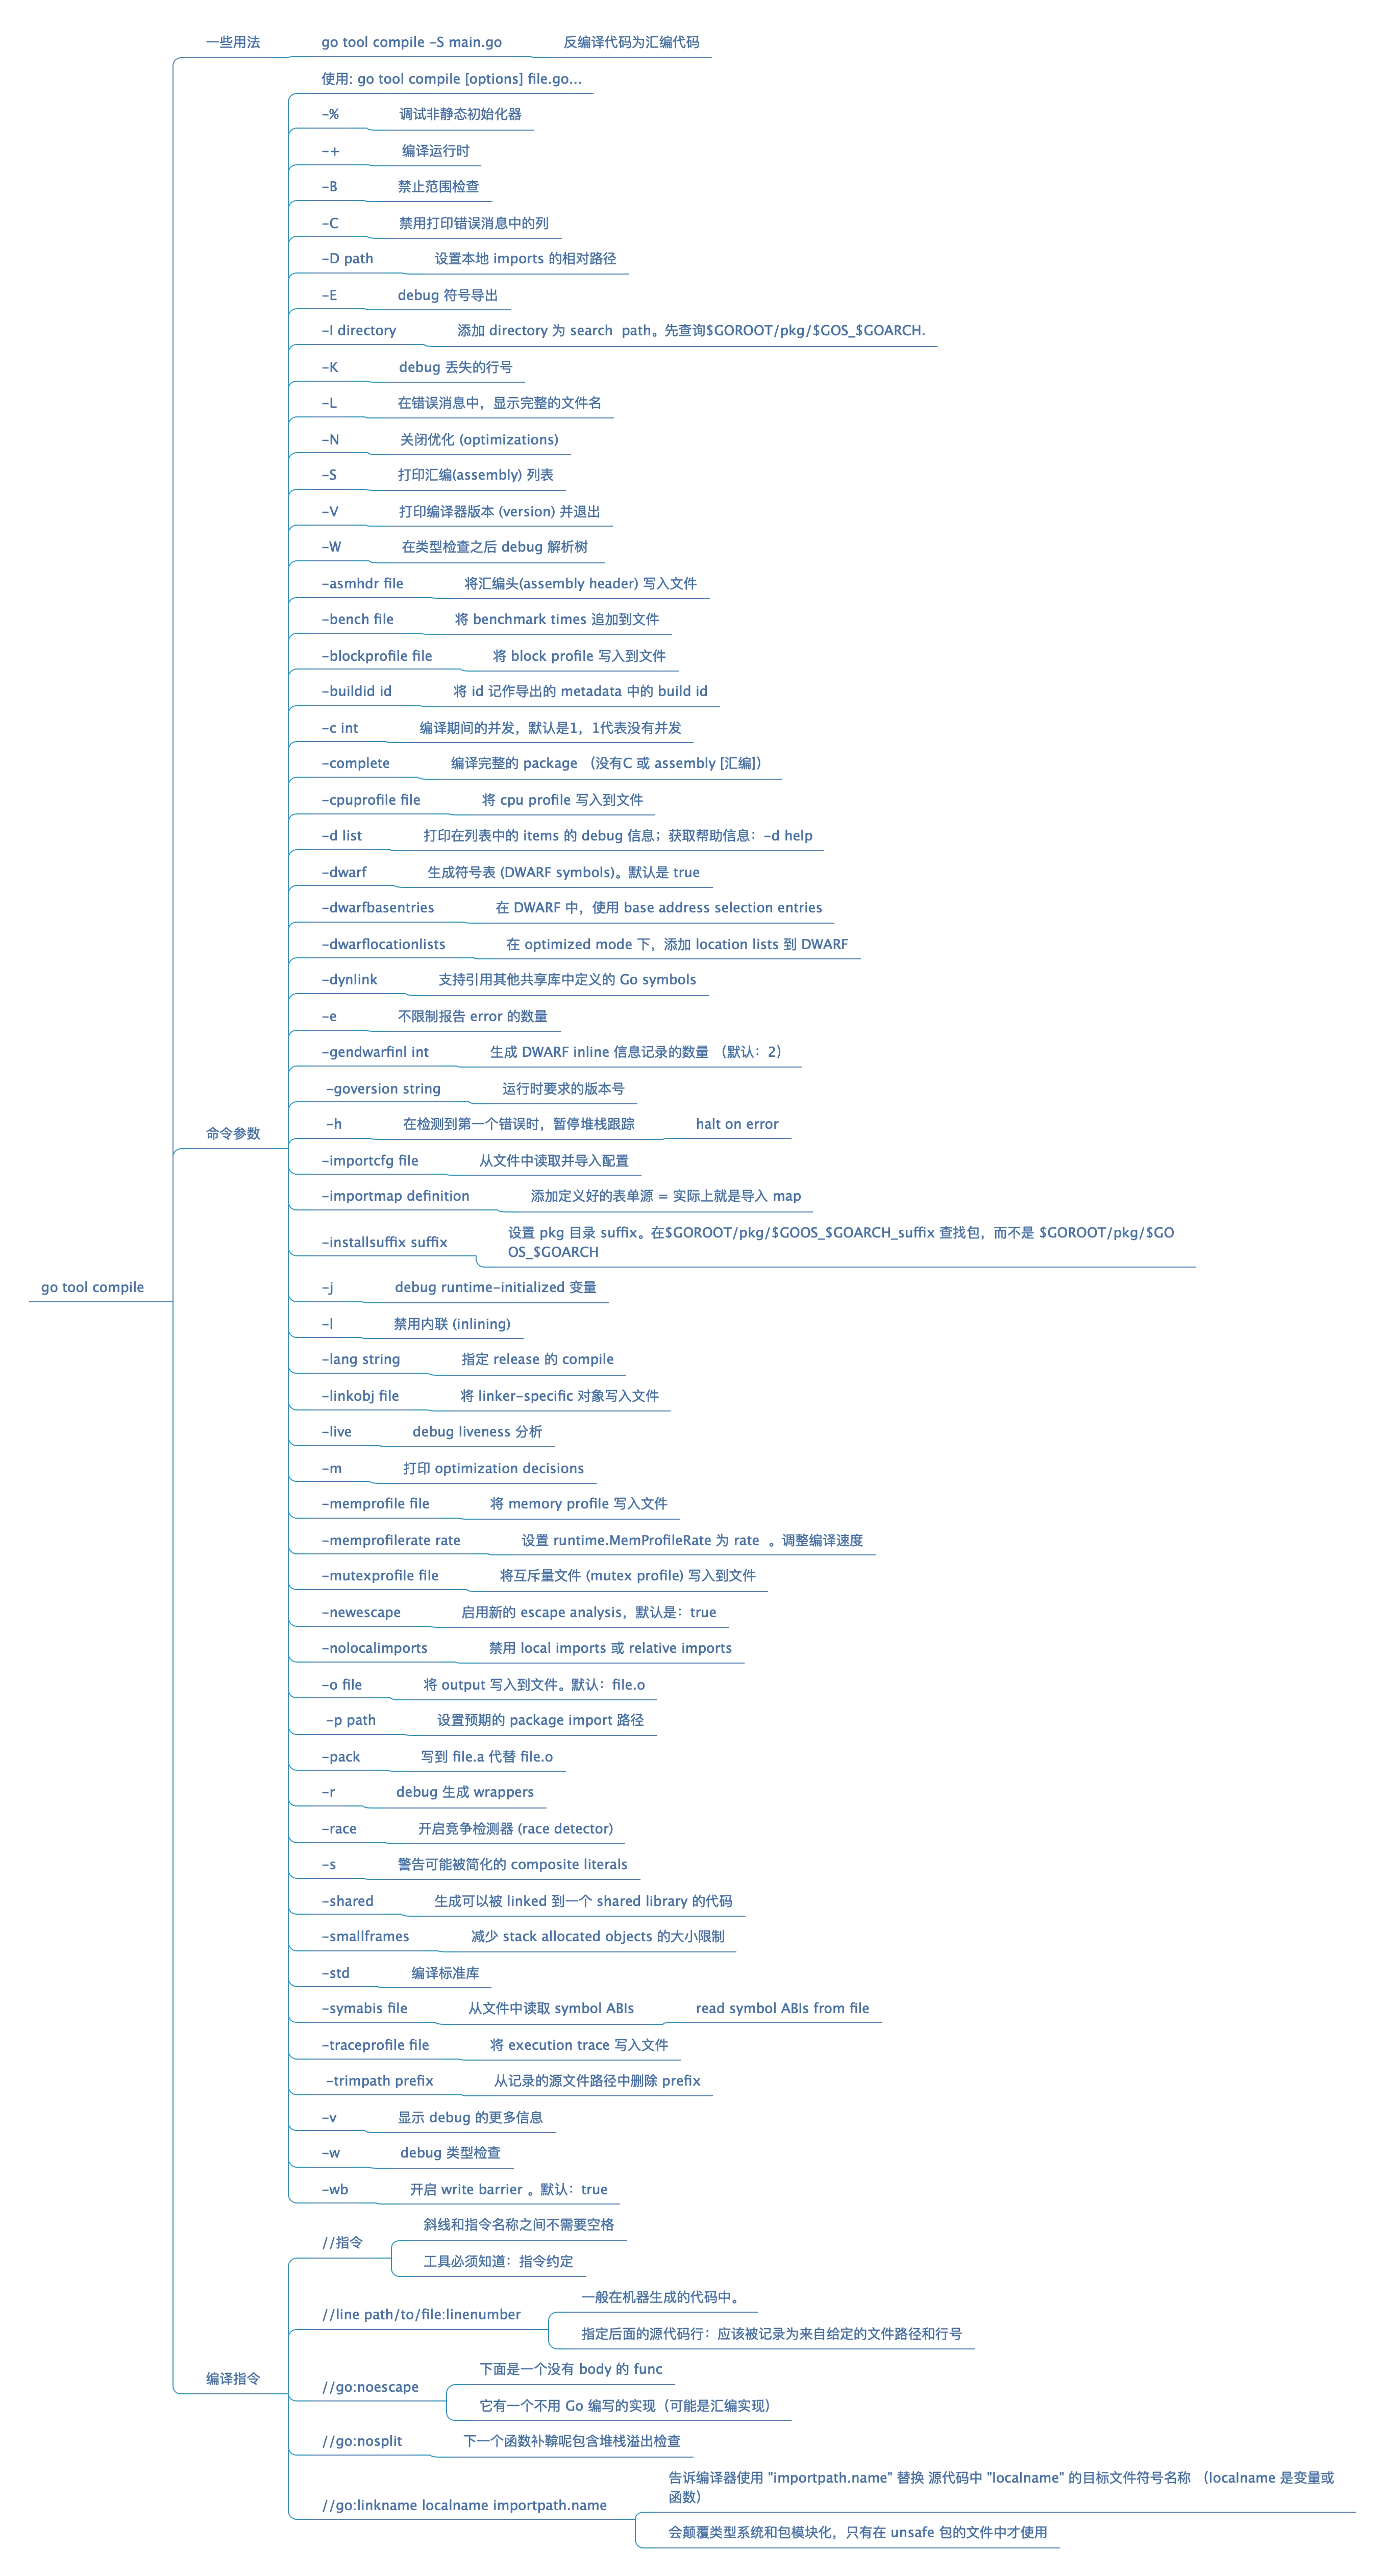 一些用法
go tool compile -S main.go
反编译代码为汇编代码
使用: go tool compile [options] file.go...
-%
调试非静态初始化器
-+
编译运行时
-B
禁止范围检查
-C
禁用打印错误消息中的列
-D path
设置本地 imports 的相对路径
-E
debug 符号导出
-I directory
添加 directory 为 search  path。先查询$GOROOT/pkg/$GOS_$GOARCH.
-K
debug 丢失的行号
-L
在错误消息中，显示完整的文件名
-N
关闭优化 (optimizations)
-S
打印汇编(assembly) 列表
-V
打印编译器版本 (version) 并退出
-W
在类型检查之后 debug 解析树
-asmhdr file
将汇编头(assembly header) 写入文件
-bench file
将 benchmark times 追加到文件
-blockprofile file
将 block profile 写入到文件
-buildid id
将 id 记作导出的 metadata 中的 build id
-c int
编译期间的并发，默认是1，1代表没有并发
-complete
编译完整的 package （没有C 或 assembly [汇编]）
-cpuprofile file
将 cpu profile 写入到文件
-d list
打印在列表中的 items 的 debug 信息；获取帮助信息：-d help
-dwarf
生成符号表 (DWARF symbols)。默认是 true
-dwarfbasentries
在 DWARF 中，使用 base address selection entries
-dwarflocationlists
在 optimized mode 下，添加 location lists 到 DWARF
-dynlink
支持引用其他共享库中定义的 Go symbols
-e
不限制报告 error 的数量
-gendwarfinl int
生成 DWARF inline 信息记录的数量 （默认：2）
-goversion string
运行时要求的版本号
命令参数
-h
在检测到第一个错误时，暂停堆栈跟踪
halt on error
-importcfg file
从文件中读取并导入配置
-importmap definition
添加定义好的表单源 = 实际上就是导入 map
-installsuffix suffix
设置 pkg 目录 suffix。在$GOROOT/pkg/$GOOS_$GOARCH_suffix 查找包，而不是 $GOROOT/pkg/$GO
OS_$GOARCH
go tool compile
-j
debug runtime-initialized 变量
-l
禁用内联 (inlining)
-lang string
指定 release 的 compile
-linkobj file
将 linker-specific 对象写入文件
-live
debug liveness 分析
-m
打印 optimization decisions
-memprofile file
将 memory profile 写入文件
-memprofilerate rate
设置 runtime.MemProfileRate 为 rate 。调整编译速度
-mutexprofile file
将互斥量文件 (mutex profile) 写入到文件
-newescape
启用新的 escape analysis，默认是：true
-nolocalimports
禁用 local imports 或 relative imports
-o file
将 output 写入到文件。默认：file.o
-p path
设置预期的 package import 路径
-pack
写到 file.a 代替 file.o
-r
debug 生成 wrappers
-race
开启竞争检测器 (race detector)
-s
警告可能被简化的 composite literals
-shared
生成可以被 linked 到一个 shared library 的代码
-smallframes
减少 stack allocated objects 的大小限制
-std
编译标准库
-symabis file
从文件中读取 symbol ABIs
read symbol ABIs from file
-traceprofile file
将 execution trace 写入文件
-trimpath prefix
从记录的源文件路径中删除 prefix
-v
显示 debug 的更多信息
-w
debug 类型检查
-wb
开启 write barrier 。默认：true
//指令
斜线和指令名称之间不需要空格
工具必须知道：指令约定
//line path/to/file:linenumber
一般在机器生成的代码中。
指定后面的源代码行：应该被记录为来自给定的文件路径和行号
编译指令
//go:noescape
下面是一个没有 body 的 func
它有一个不用 Go 编写的实现（可能是汇编实现）
//go:nosplit
下一个函数补鞥呢包含堆栈溢出检查
//go:linkname localname importpath.name
告诉编译器使用 "importpath.name" 替换 源代码中 "localname" 的目标文件符号名称 （localname 是变量或
函数）
会颠覆类型系统和包模块化，只有在 unsafe 包的文件中才使用